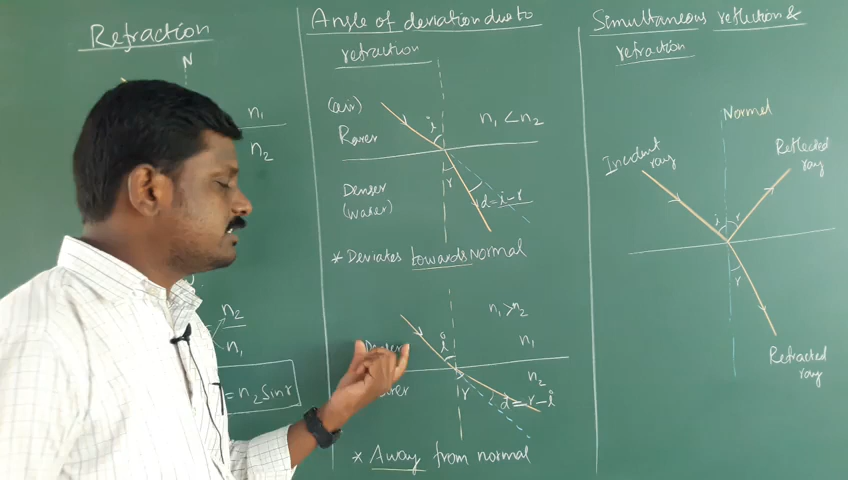 Refraction
N
n1
n2
n2
n1
= n2 Sinr
Angle of deviation due to
refraction
(air)
Rarer
i
n1 < n2
Denser
(water)
r
d = i - r
* Deviates towards Normal
n1 > n2
i
n1
n2
r
d = r - i
* Away from normal
Simultaneous reflection &
refraction
Normal
Incident
ray
Reflected
ray
i
r
r
Refracted
ray